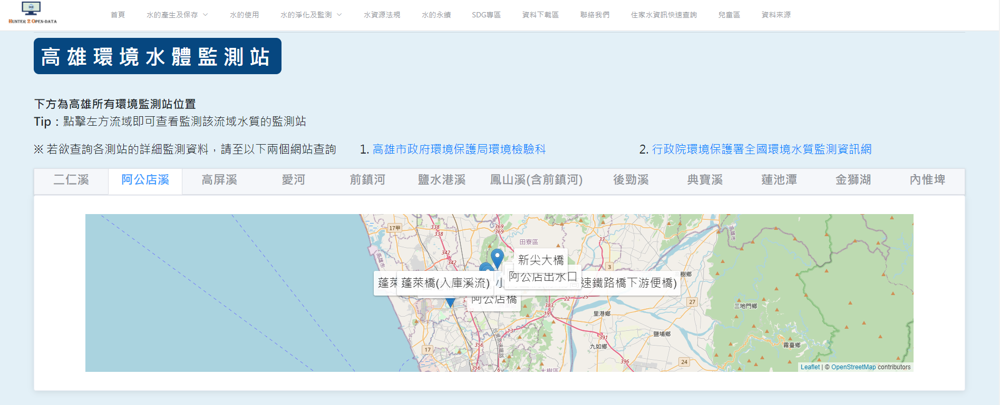 HUNTER 2 OPEN-DATA
首頁 水的產生及保存 水的使用 水的淨化及監測 水資源法規 水的永續 SDG專區 資料下載區 聯絡我們 住家水資訊快速查詢 兒童區 資料來源
高雄環境水體監測站
下方為高雄所有環境監測站位置
Tip：點擊左方流域即可查看監測該流域水質的監測站
※ 若欲查詢各測站的詳細監測資料，請至以下兩個網站查詢 1. 高雄市政府環境保護局環境檢驗科 2. 行政院環境保護署全國環境水質監測資訊網
二仁溪 阿公店溪 高屏溪 愛河 前鎮河 鹽水港溪 鳳山溪(含前鎮河) 後勁溪 典寶溪 蓮池潭 金獅湖 內惟埤
17甲
338
338
369
369
田寮區
33
高雄市
高雄市
342
342
新尖大橋
3
阿公店出水口
樹鄉
蓬萊 蓬萊橋(入庫溪流) 小 高速鐵路橋下游便橋)
阿公店橋
22
25
27
383
三地門鄉
19
里港鄉
13
鹽埔鄉
391
356
九如鄉
霧臺鄉
17
396
24
356
6
大樹區
Leaflet | © OpenStreetMap contributors